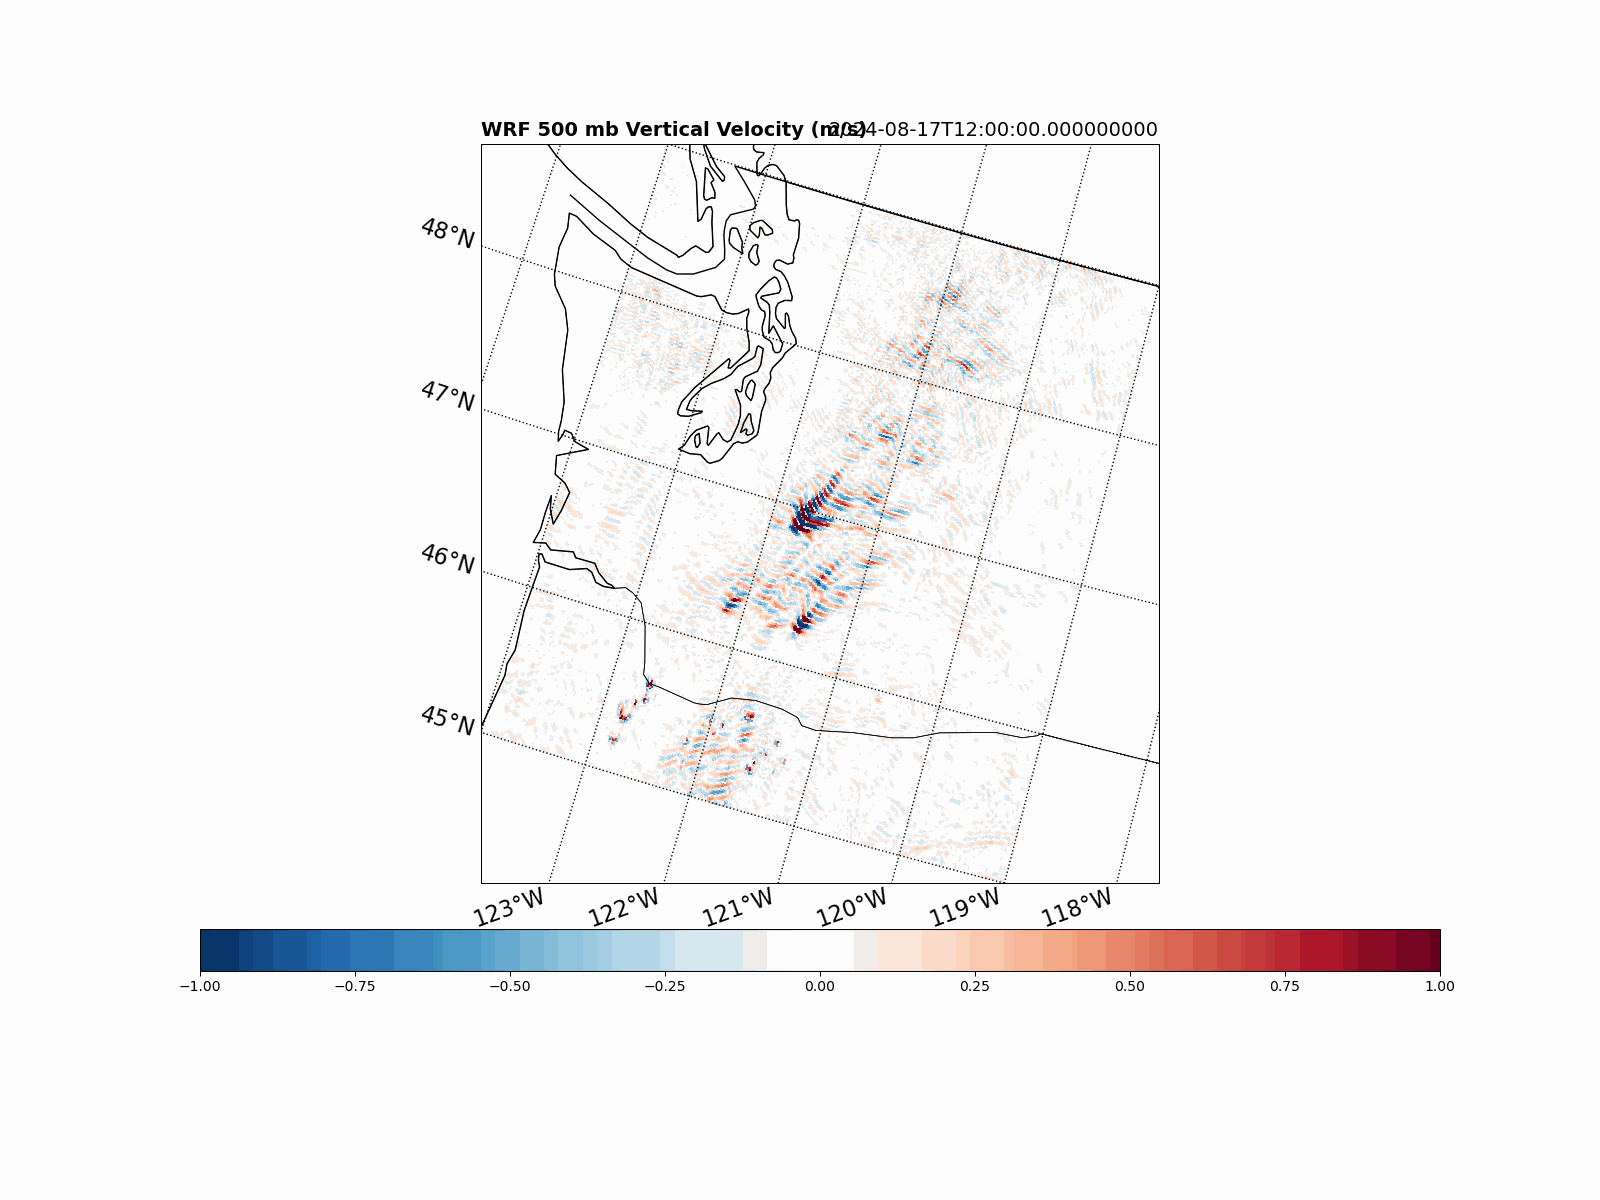 WRF 500 mb Vertical Velocity (m/s) 2024-08-17T12:00:00.000000000
48°N
47°N
46°N
45°N
123°W 122°W 121°W 120°W 119°W 118°W
−1.00 −0.75 −0.50 −0.25 0.00 0.25 0.50 0.75 1.00